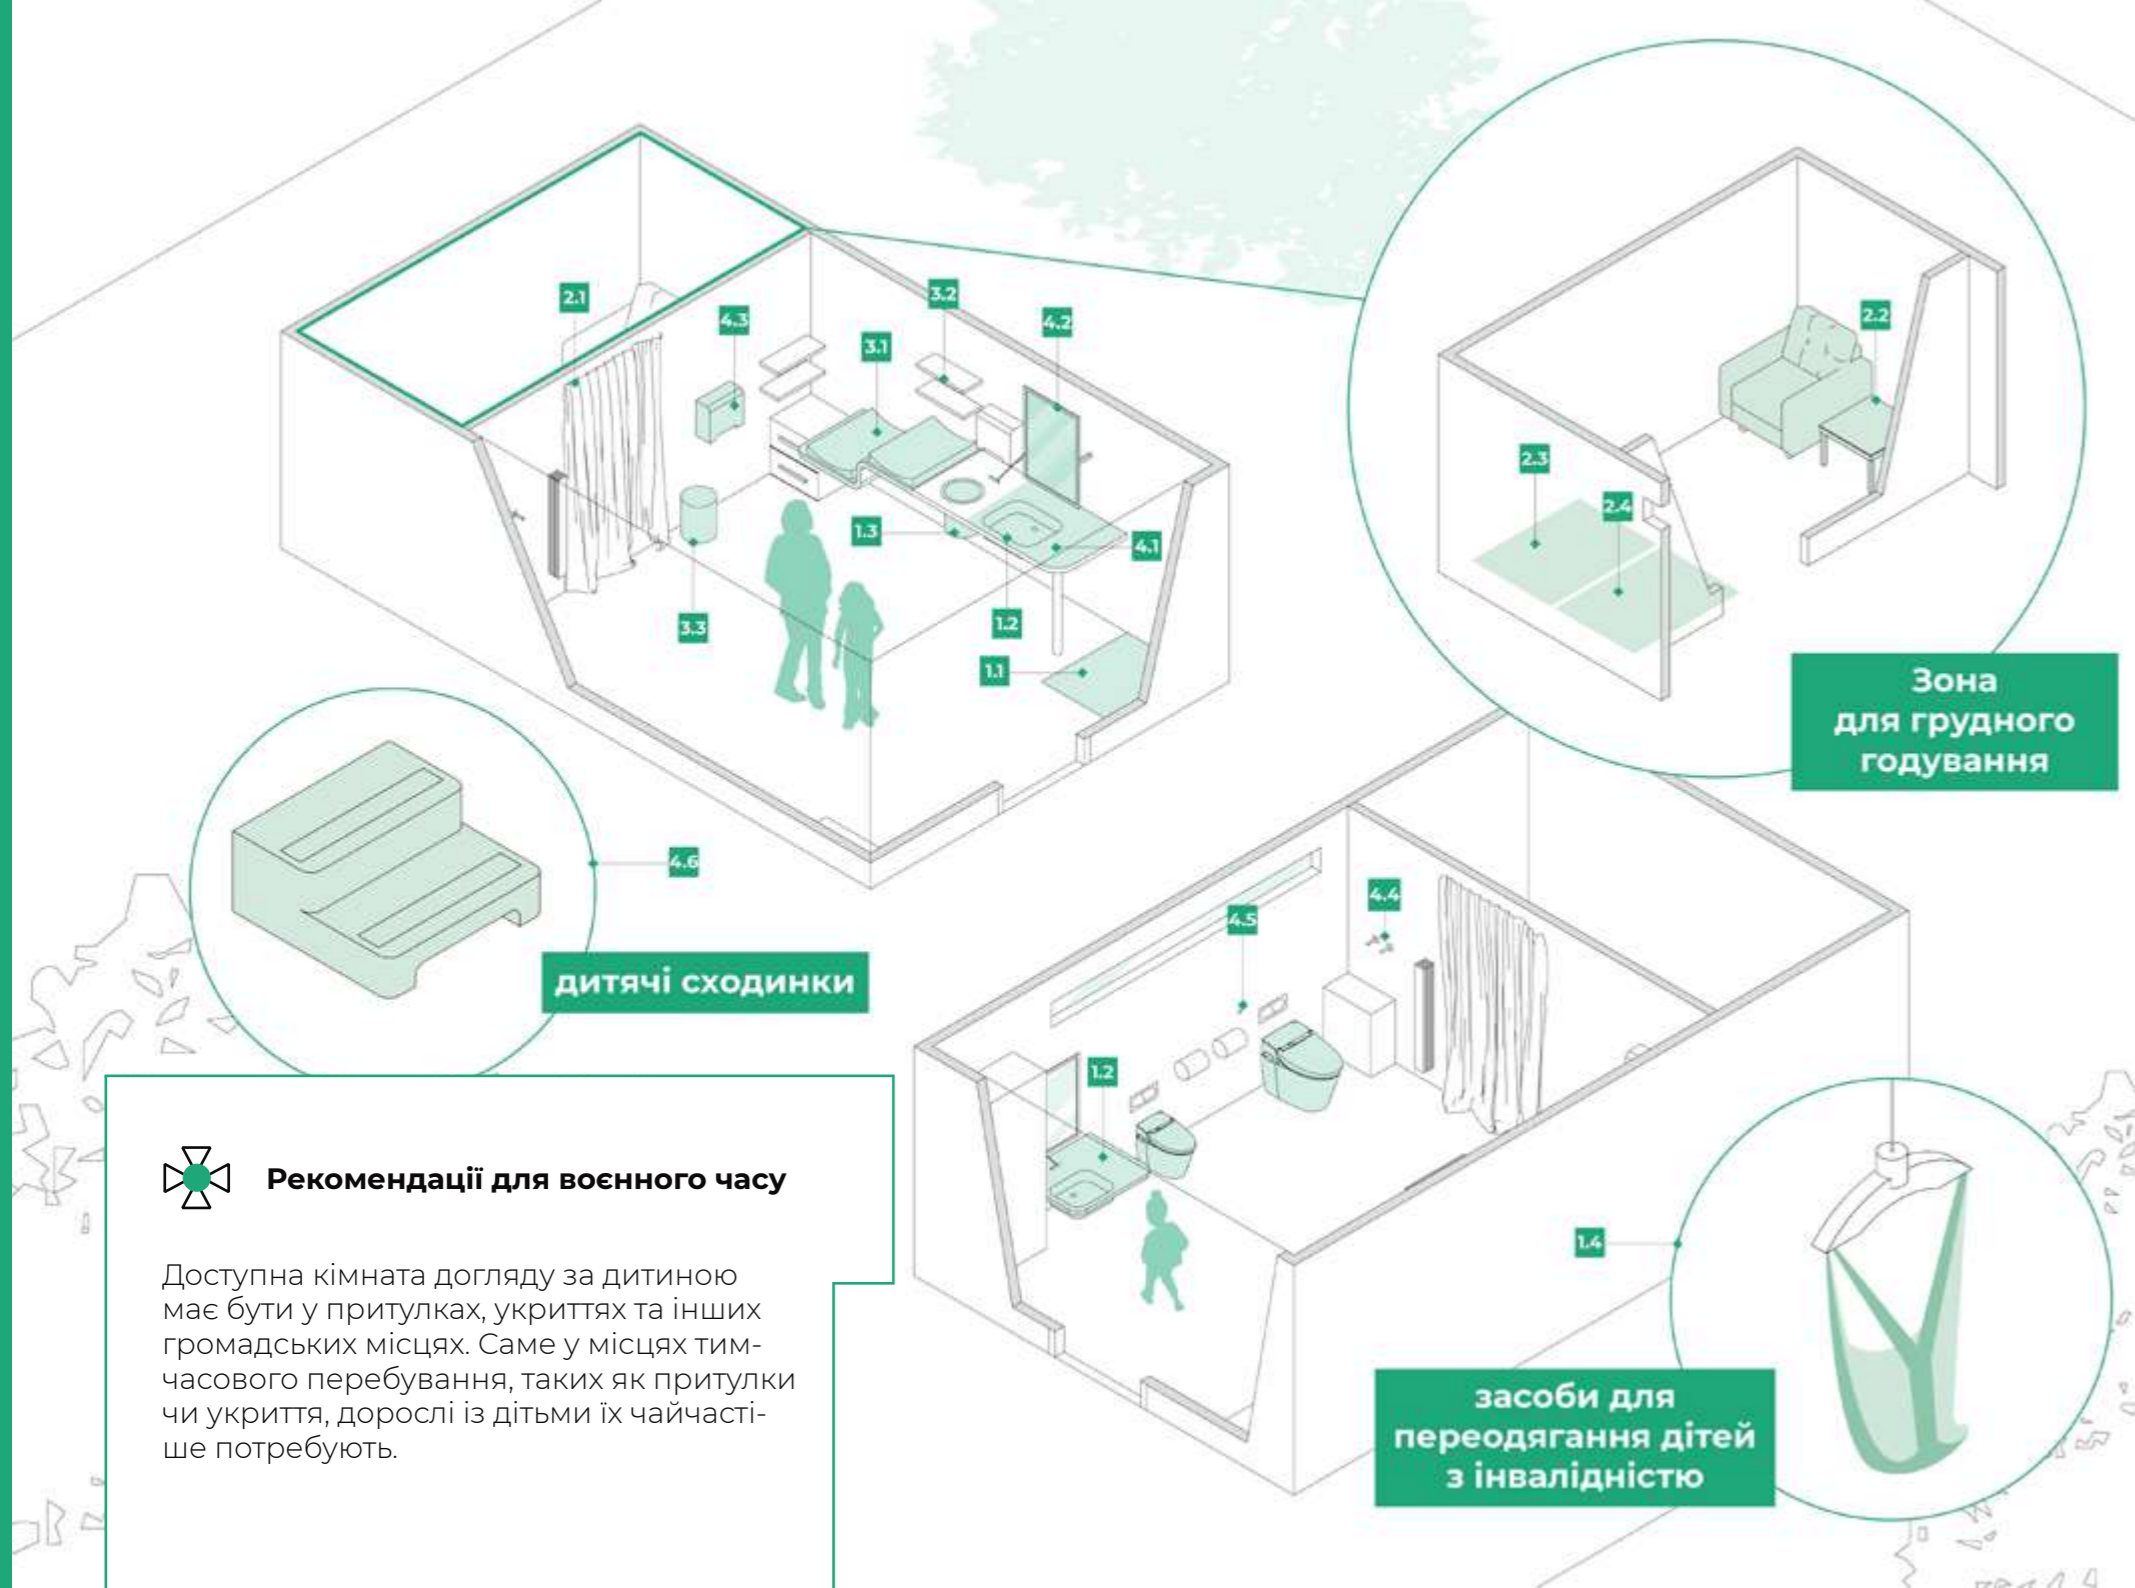 2.1
4.3
3.1
3.2
4.2
2.2
2.3
2.4
1.3
4.1
3.3
1.2
1.1
Зона
для грудного
годування
4.6
дитячі сходинки
4.4
4.5
1.2
1.4
засоби для
переодягання дітей
з інвалідністю
Рекомендації для воєнного часу
Доступна кімната догляду за дитиною
має бути у притулках, укриттях та інших
громадських місцях. Саме у місцях тим-
часового перебування, таких як притулки
чи укриття, дорослі із дітьми їх чайчасті-
ше потребують.